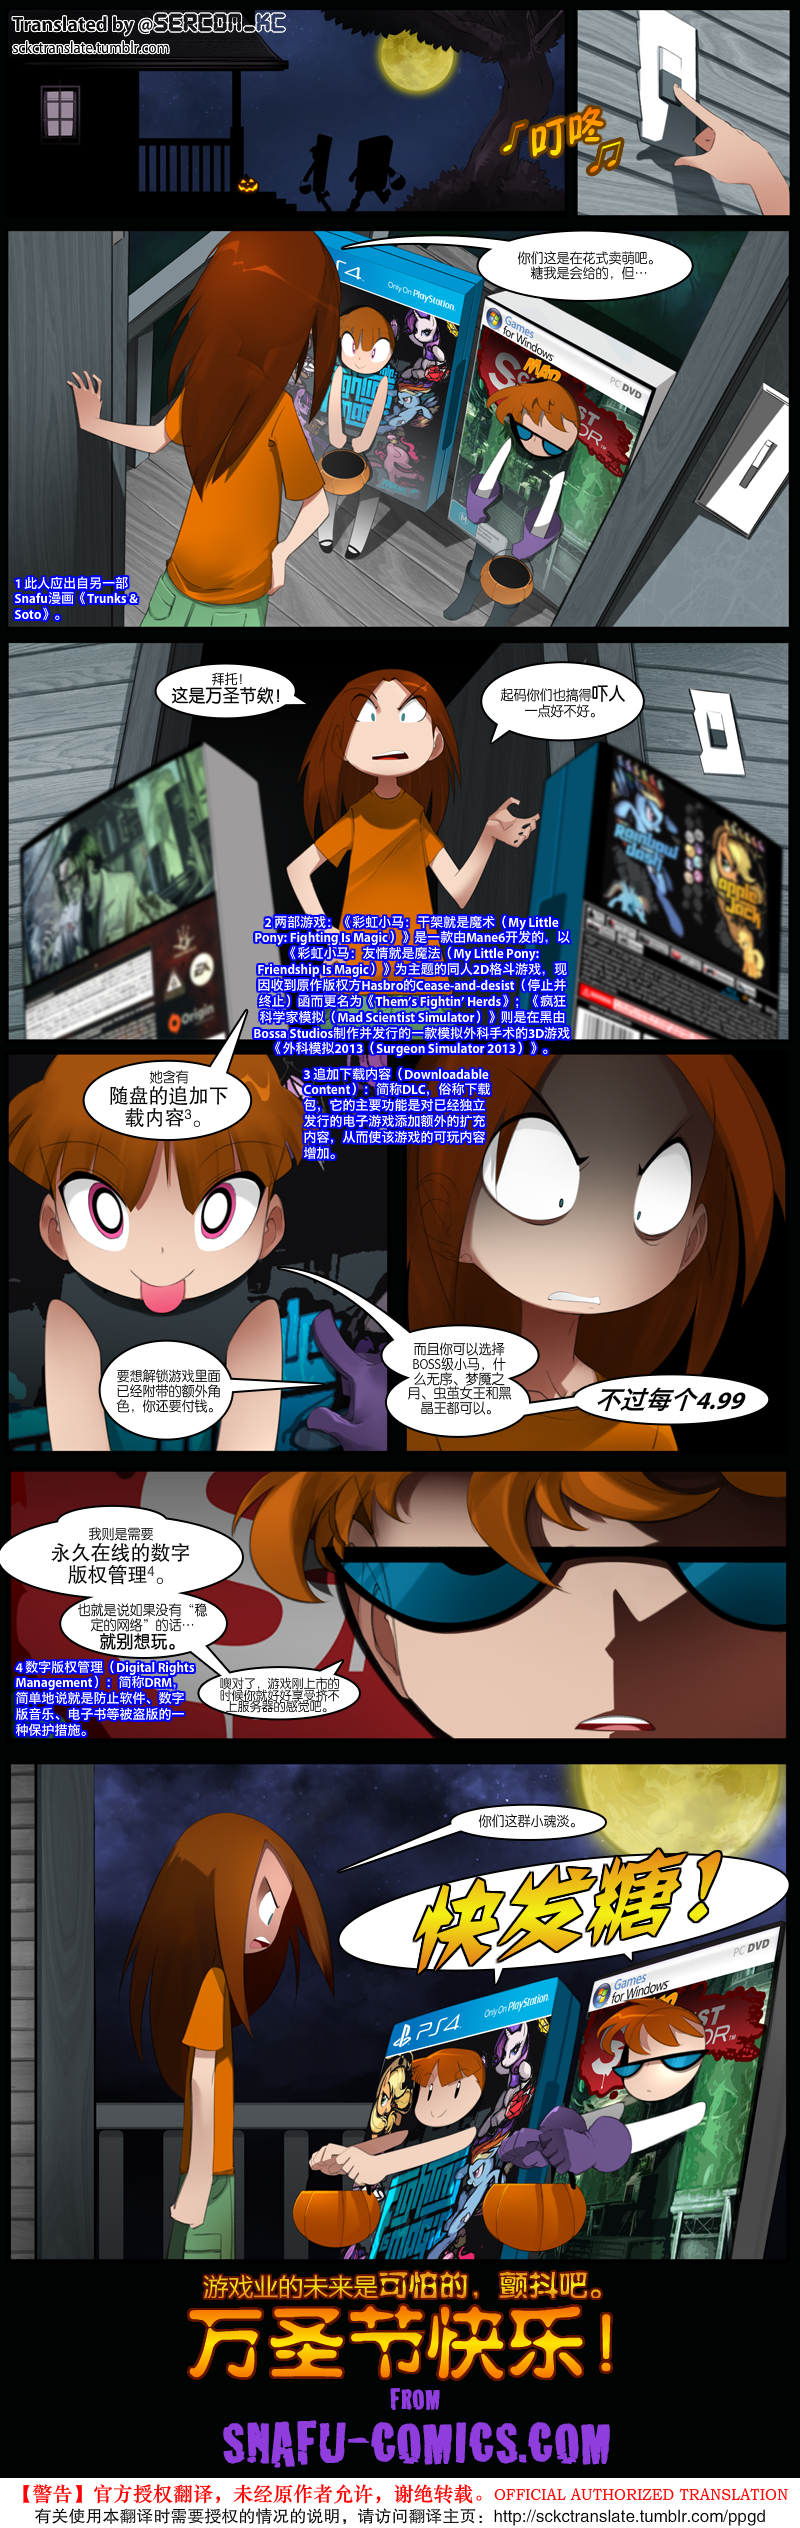 Translated by @SERCON_KC
sckctranslate.tumblr.com
♪叮咚♫
你们这是在花式卖萌吧。
糖我是会给的，但…
PS4
Only On PlayStation.
Games
for Windows
PC DVD
MAD
1 此人应出自另一部
Snafu漫画《Trunks &
Soto》。
拜托！
这是万圣节欸！
起码你们也搞得吓人
一点好不好。
Rainbow
Dash
Apple
Jack
EA
Origin
2 两部游戏：《彩虹小马：干架就是魔术（My Little
Pony: Fighting Is Magic）》是一款由Mane6开发的，以
《彩虹小马：友情就是魔法（My Little Pony:
Friendship Is Magic）》为主题的同人2D格斗游戏，现
因收到原作版权方Hasbro的Cease-and-desist（停止并
终止）函而更名为《Them’s Fightin’ Herds》；《疯狂
科学家模拟（Mad Scientist Simulator）》则是在黑由
Bossa Studios制作并发行的一款模拟外科手术的3D游戏
《外科模拟2013（Surgeon Simulator 2013）》。
她含有
随盘的追加下
载内容3。
3 追加下载内容（Downloadable
Content）：简称DLC，俗称下载
包，它的主要功能是对已经独立
发行的电子游戏添加额外的扩充
内容，从而使该游戏的可玩内容
增加。
要想解锁游戏里面
已经附带的额外角
色，你还要付钱。
而且你可以选择
BOSS级小马，什
么无序、梦魇之
月、虫茧女王和黑
晶王都可以。
不过每个4.99
我则是需要
永久在线的数字
版权管理4。
也就是说如果没有“稳
定的网络”的话…
就别想玩。
噢对了，游戏刚上市的
时候你就好好享受挤不
上服务器的感觉吧。
4 数字版权管理（Digital Rights
Management）：简称DRM，
简单地说就是防止软件、数字
版音乐、电子书等被盗版的一
种保护措施。
你们这群小魂淡。
快发糖！
PS4
Only On PlayStation.
Games
for Windows
PC DVD
游戏业的未来是可怕的，颤抖吧。
万圣节快乐！
FROM
SNAFU-COMICS.COM
【警告】官方授权翻译，未经原作者允许，谢绝转载。OFFICIAL AUTHORIZED TRANSLATION
有关使用本翻译时需要授权的情况的说明，请访问翻译主页：http://sckctranslate.tumblr.com/ppgd